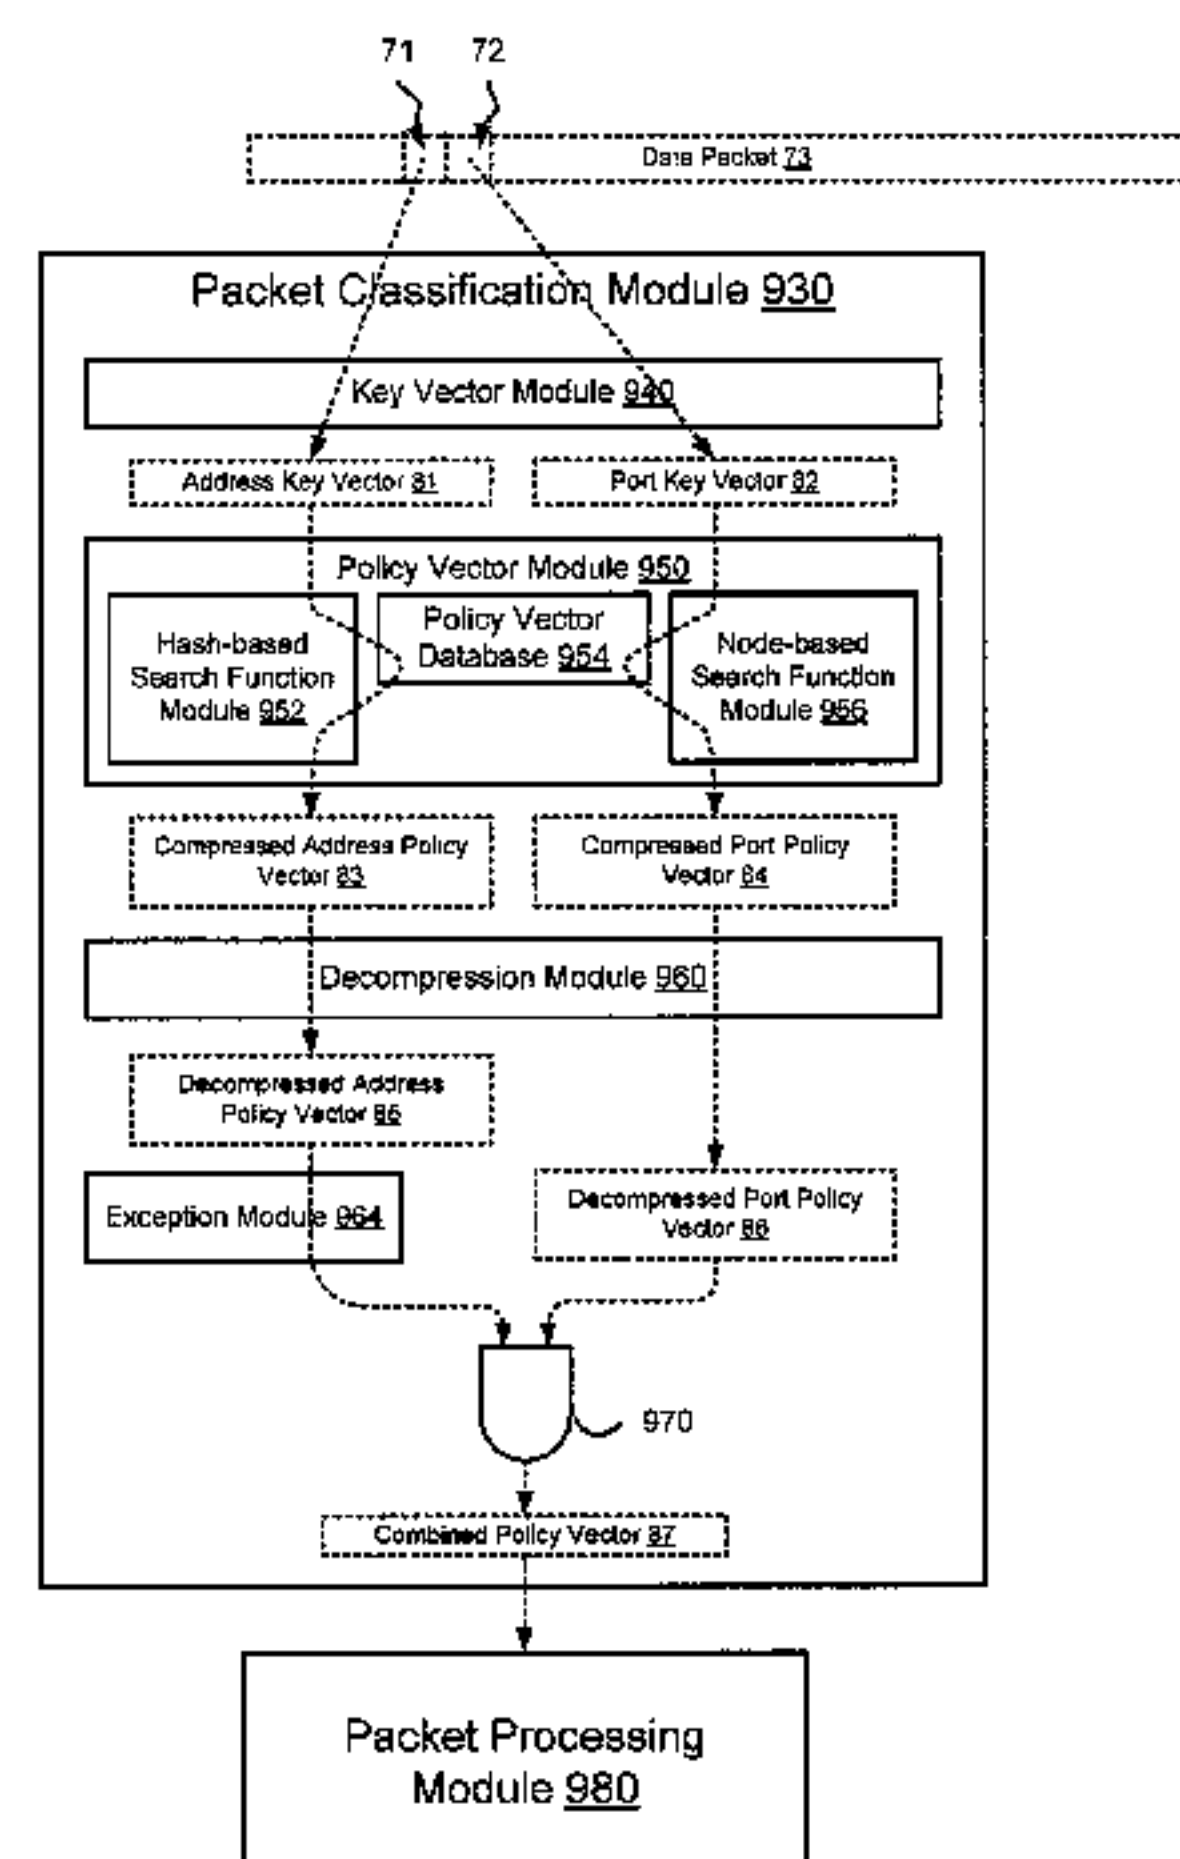 71 72
Data Packet 73
Packet Classification Module 930
Key Vector Module 940
Address Key Vector 81
Port Key Vector 82
Policy Vector Module 950
Hash-based
Search Function
Module 952
Policy Vector
Database 954
Node-based
Search Function
Module 956
Compressed Address Policy
Vector 83
Compressed Port Policy
Vector 84
Decompression Module 960
Decompressed Address
Policy Vector 85
Exception Module 964
Decompressed Port Policy
Vector 86
970
Combined Policy Vector 87
Packet Processing
Module 980